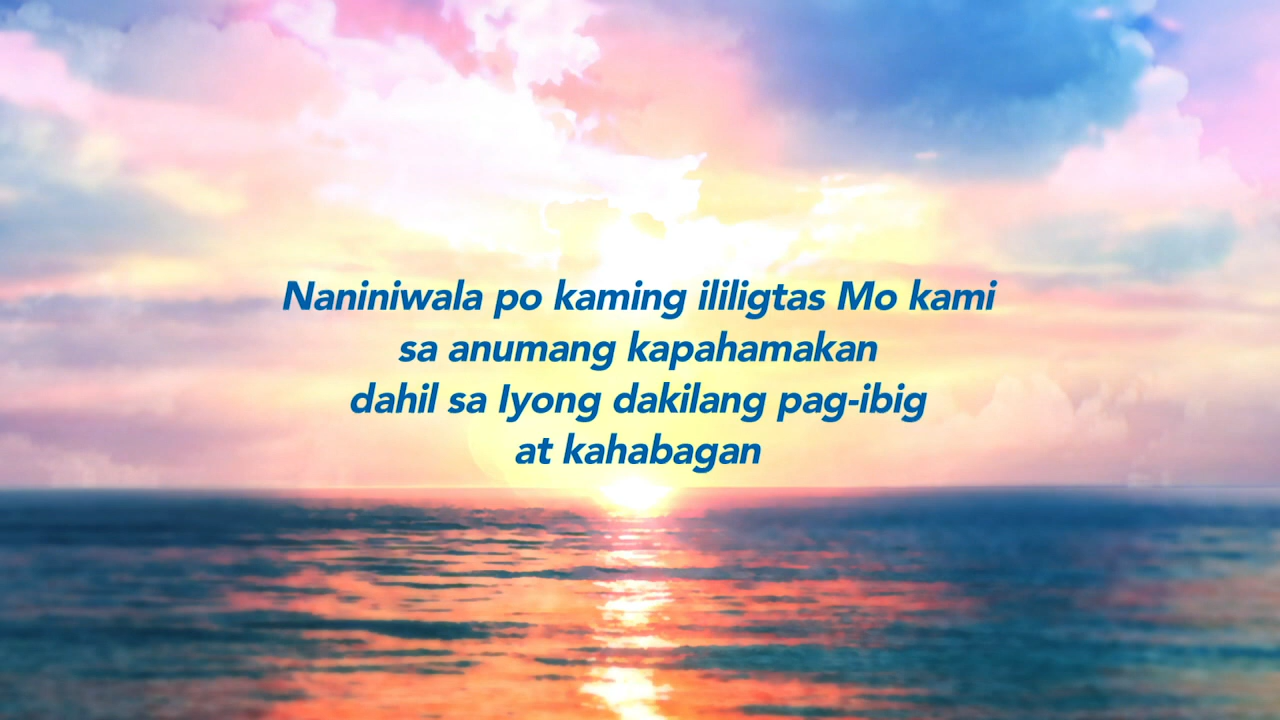 Naniniwala po kaming ililigtas Mo kami
sa anumang kapahamakan
dahil sa Iyong dakilang pag-ibig
at kahabagan